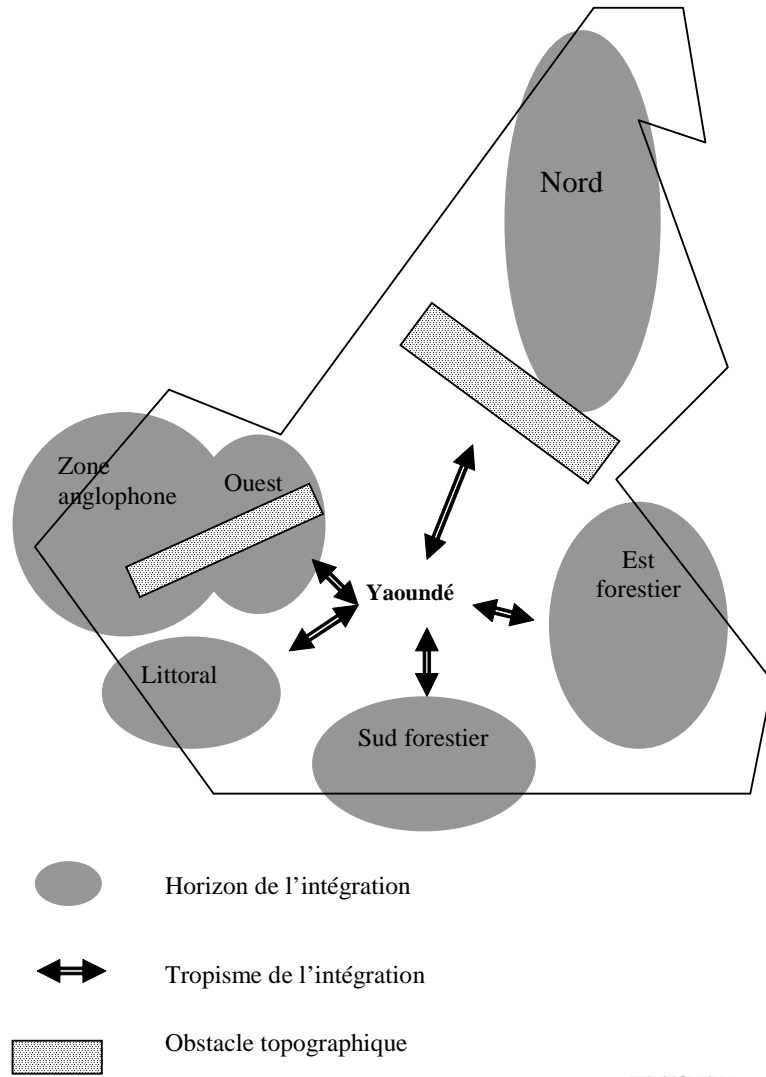 Nord
Zone
anglophone
Ouest
Est
forestier
Yaoundé
Littoral
Sud forestier
Horizon de l’intégration
Tropisme de l’intégration
Obstacle topographique